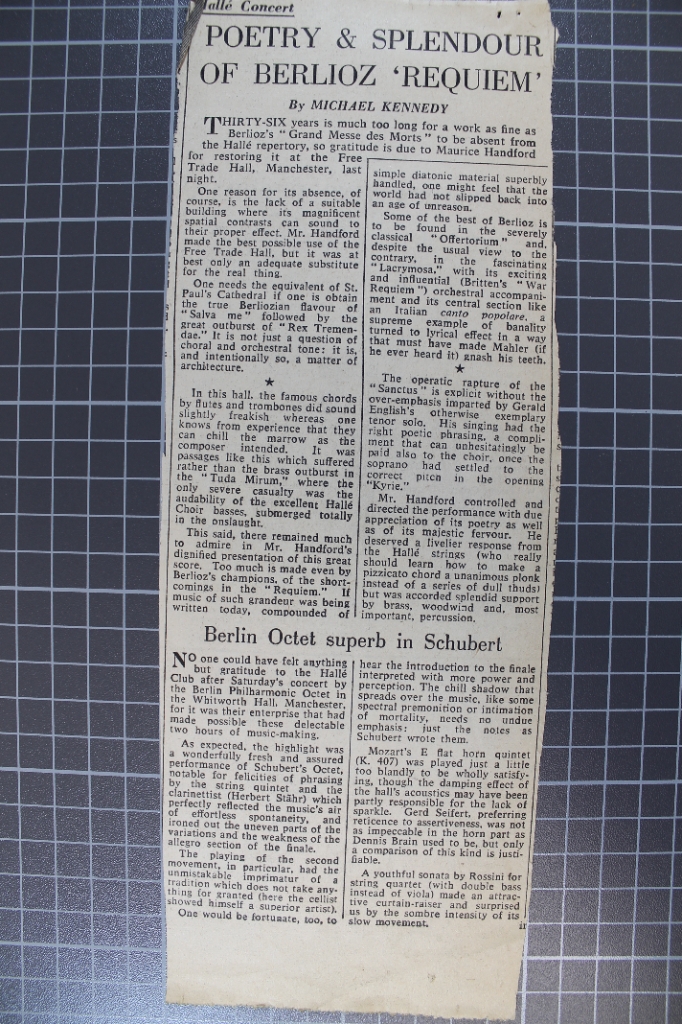 Hallé Concert
POETRY & SPLENDOUR
OF BERLIOZ 'REQUIEM'
By MICHAEL KENNEDY
THIRTY-SIX years is much too long for a work as fine as
Berlioz's "Grand Messe des Morts" to be absent from
the Hallé repertory, so gratitude is due to Maurice Handford
for restoring it at the Free
Trade Hall, Manchester, last
night.
One reason for its absence, of
course, is the lack of a suitable
building where its magnificent
spatial contrasts can sound to
their proper effect. Mr. Handford
made the best possible use of the
Free Trade Hall, but it was at
best only an adequate substitute
for the real thing.
One needs the equivalent of St.
Paul's Cathedral if one is obtain
the true Berliozian flavour of
"Salva me" followed by the
great outburst of "Rex Tremen-
dae." It is not just a question of
choral and orchestral tone: it is,
and intentionally so, a matter of
architecture.
★
In this hall, the famous chords
by flutes and trombones did sound
slightly freakish whereas one
knows from experience that they
can chill the marrow as the
composer intended. It was
passages like this which suffered
rather than the brass outburst in
the "Tuda Mirum," where the
only severe casualty was the
audability of the excellent Hallé
Choir basses, submerged totally
in the onslaught.
This said, there remained much
to admire in Mr. Handford's
dignified presentation of this great
score. Too much is made even by
Berlioz's champions, of the short-
comings in the "Requiem." If
music of such grandeur was being
written today, compounded of
simple diatonic material superbly
handled, one might feel that the
world had not slipped back into
an age of unreason.
Some of the best of Berlioz is
to be found in the severely
classical "Offertorium" and,
despite the usual view to the
contrary, in the fascinating
"Lacrymosa," with its exciting
and influential (Britten's "War
Requiem") orchestral accompani-
ment and its central section like
an Italian canto popolare, a
supreme example of banality
turned to lyrical effect in a way
that must have made Mahler (if
he ever heard it) gnash his teeth.
★
The operatic rapture of the
"Sanctus" is explicit without the
over-emphasis imparted by Gerald
English's otherwise exemplary
tenor solo. His singing had the
right poetic phrasing, a compli-
ment that can unhesitatingly be
paid also to the choir, once the
soprano had settled to the
correct pitch in the opening
"Kyrie."
Mr. Handford controlled and
directed the performance with due
appreciation of its poetry as well
as of its majestic fervour. He
deserved a livelier response from
the Hallé strings (who really
should learn how to make a
pizzicato chord a unanimous plonk
instead of a series of dull thuds)
but was accorded splendid support
by brass, woodwind and, most
important, percussion.
Berlin Octet superb in Schubert
NO one could have felt anything
but gratitude to the Hallé
Club after Saturday's concert by
the Berlin Philharmonic Octet in
the Whitworth Hall, Manchester,
for it was their enterprise that had
made possible these delectable
two hours of music-making.
As expected, the highlight was
a wonderfully fresh and assured
performance of Schubert's Octet,
notable for felicities of phrasing
by the string quintet and the
clarinettist (Herbert Stähr) which
perfectly reflected the music's air
of effortless spontaneity, and
ironed out the uneven parts of the
variations and the weakness of the
allegro section of the finale.
The playing of the second
movement, in particular, had the
unmistakable imprimatur of a
tradition which does not take any-
thing for granted (here the cellist
showed himself a superior artist).
One would be fortunate, too, to
hear the Introduction to the finale
interpreted with more power and
perception. The chill shadow that
spreads over the music, like some
spectral premonition or intimation
of mortality, needs no undue
emphasis; just the notes as
Schubert wrote them.
Mozart's E flat horn quintet
(K. 407) was played just a little
too blandly to be wholly satisfy-
ing, though the damping effect of
the hall's acoustics may have been
partly responsible for the lack of
sparkle. Gerd Seifert, preferring
reticence to assertiveness, was not
as impeccable in the horn part as
Dennis Brain used to be, but only
a comparison of this kind is justi-
fiable.
A youthful sonata by Rossini for
string quartet (with double bass
instead of viola) made an attrac-
tive curtain-raiser and surprised
us by the sombre intensity of its
slow movement.